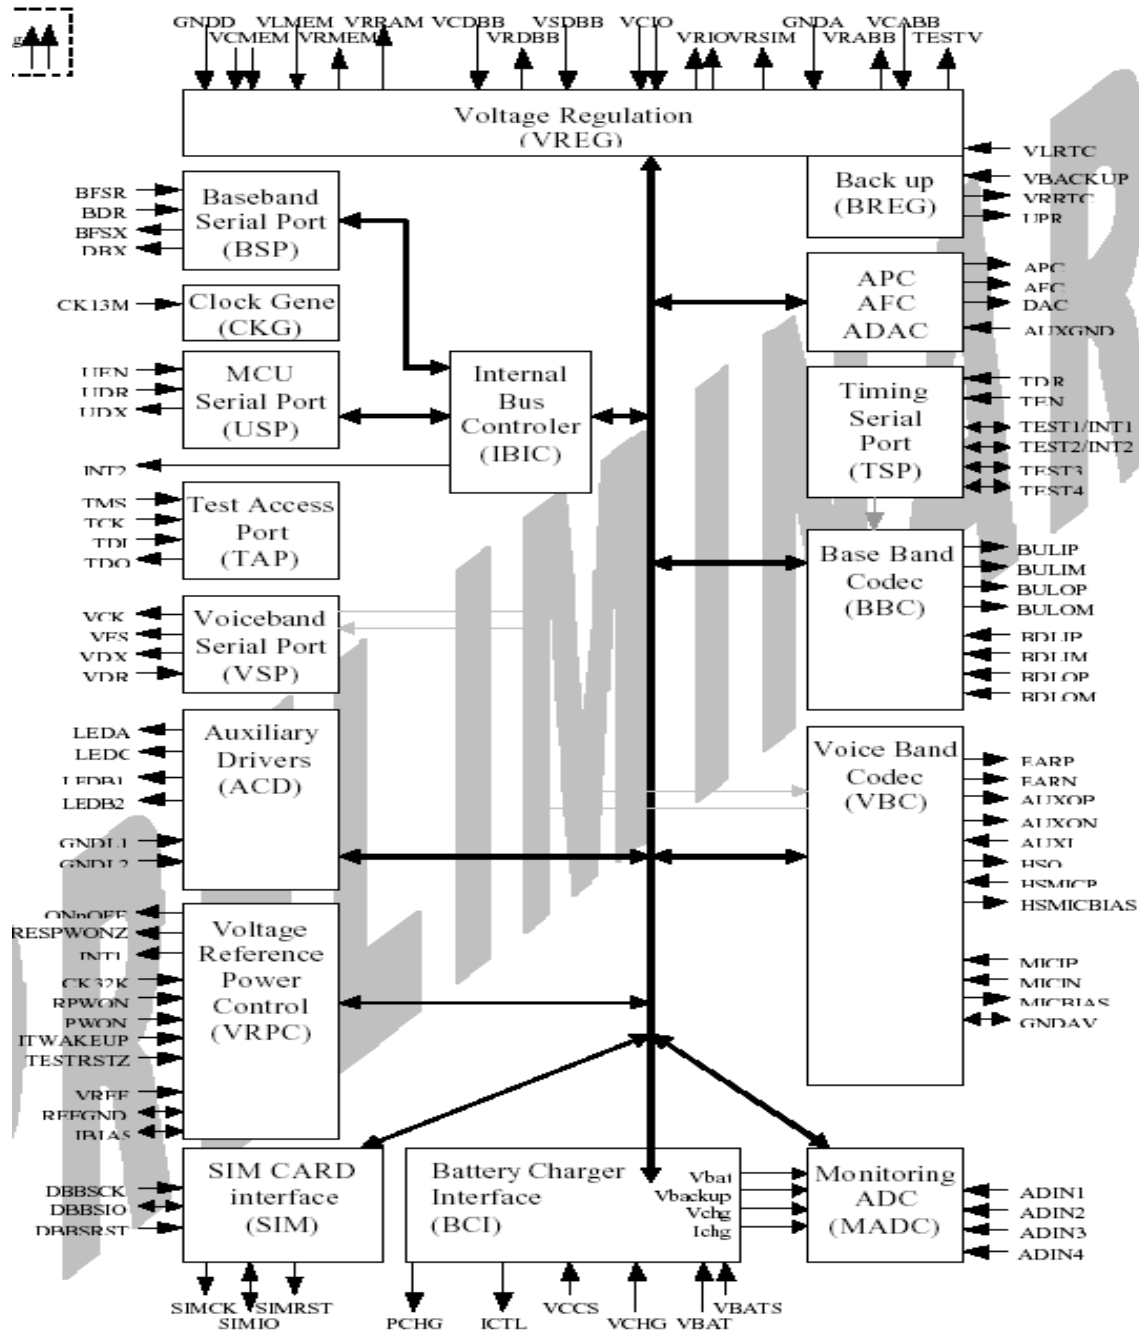 GNDD VLMEM VRRAM VCDBB VSDBB VCIO GNDA VCABB
VCMEM VRMEM VRDBB VRIO VRSIM VRABB TESTV
Voltage Regulation
(VREG)
VLRTC
VBACKUP
VRRTC
UPR
Back up
(BREG)
BFSR
BDR
BFSX
DBX
Baseband
Serial Port
(BSP)
CK13M
Clock Gene
(CKG)
APC
AFC
ADAC
APC
AFC
DAC
AUXGND
UEN
UDR
UDX
MCU
Serial Port
(USP)
Internal
Bus
Controler
(IBIC)
INT2
Timing
Serial
Port
(TSP)
TDR
TEN
TEST1/INT1
TEST2/INT2
TEST3
TEST4
TMS
TCK
TDI
TDO
Test Access
Port
(TAP)
Base Band
Codec
(BBC)
BULIP
BULIM
BULOP
BULOM
BDLIP
BDLIM
BDLOP
BDLOM
VCK
VFS
VDX
VDR
Voiceband
Serial Port
(VSP)
LEDA
LEDC
LEDB1
LEDB2
GNDL1
GNDL2
Auxiliary
Drivers
(ACD)
Voice Band
Codec
(VBC)
EARP
EARN
AUXOP
AUXON
AUXI
HSO
HSMICP
HSMICBIAS
MICIP
MICIN
MICBIAS
GNDAV
ONnOFF
RESPWONZ
INT1
CK32K
RPWON
PWON
ITWAKEUP
TESTRSTZ
VREF
REFGND
IBIAS
Voltage
Reference
Power
Control
(VRPC)
DBBSCK
DBBSIO
DBBSRST
SIM CARD
interface
(SIM)
Battery Charger
Interface
(BCI)
Vbat
Vbackup
Vchg
Ichg
Monitoring
ADC
(MADC)
ADIN1
ADIN2
ADIN3
ADIN4
SIMCK SIMRST
SIMIO
PCHG ICTL VCCS VCHG VBAT VBATS
PRELIMINARY